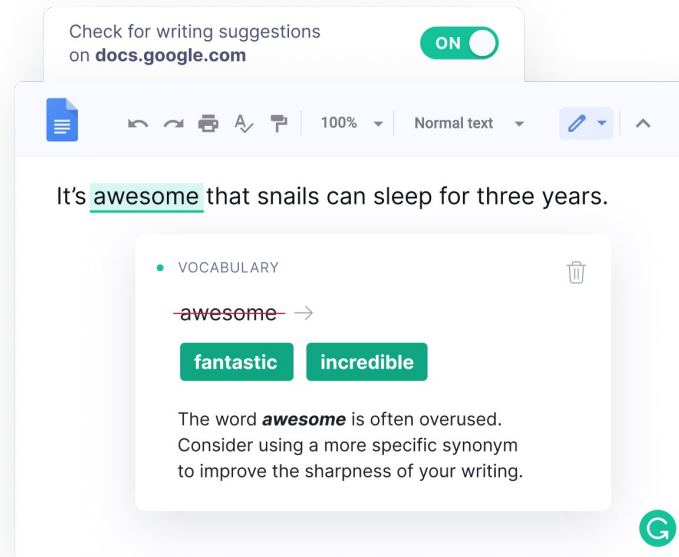 Check for writing suggestions
on docs.google.com
ON
100%
Normal text
It’s awesome that snails can sleep for three years.
VOCABULARY
awesome
fantastic
incredible
The word awesome is often overused.
Consider using a more specific synonym
to improve the sharpness of your writing.